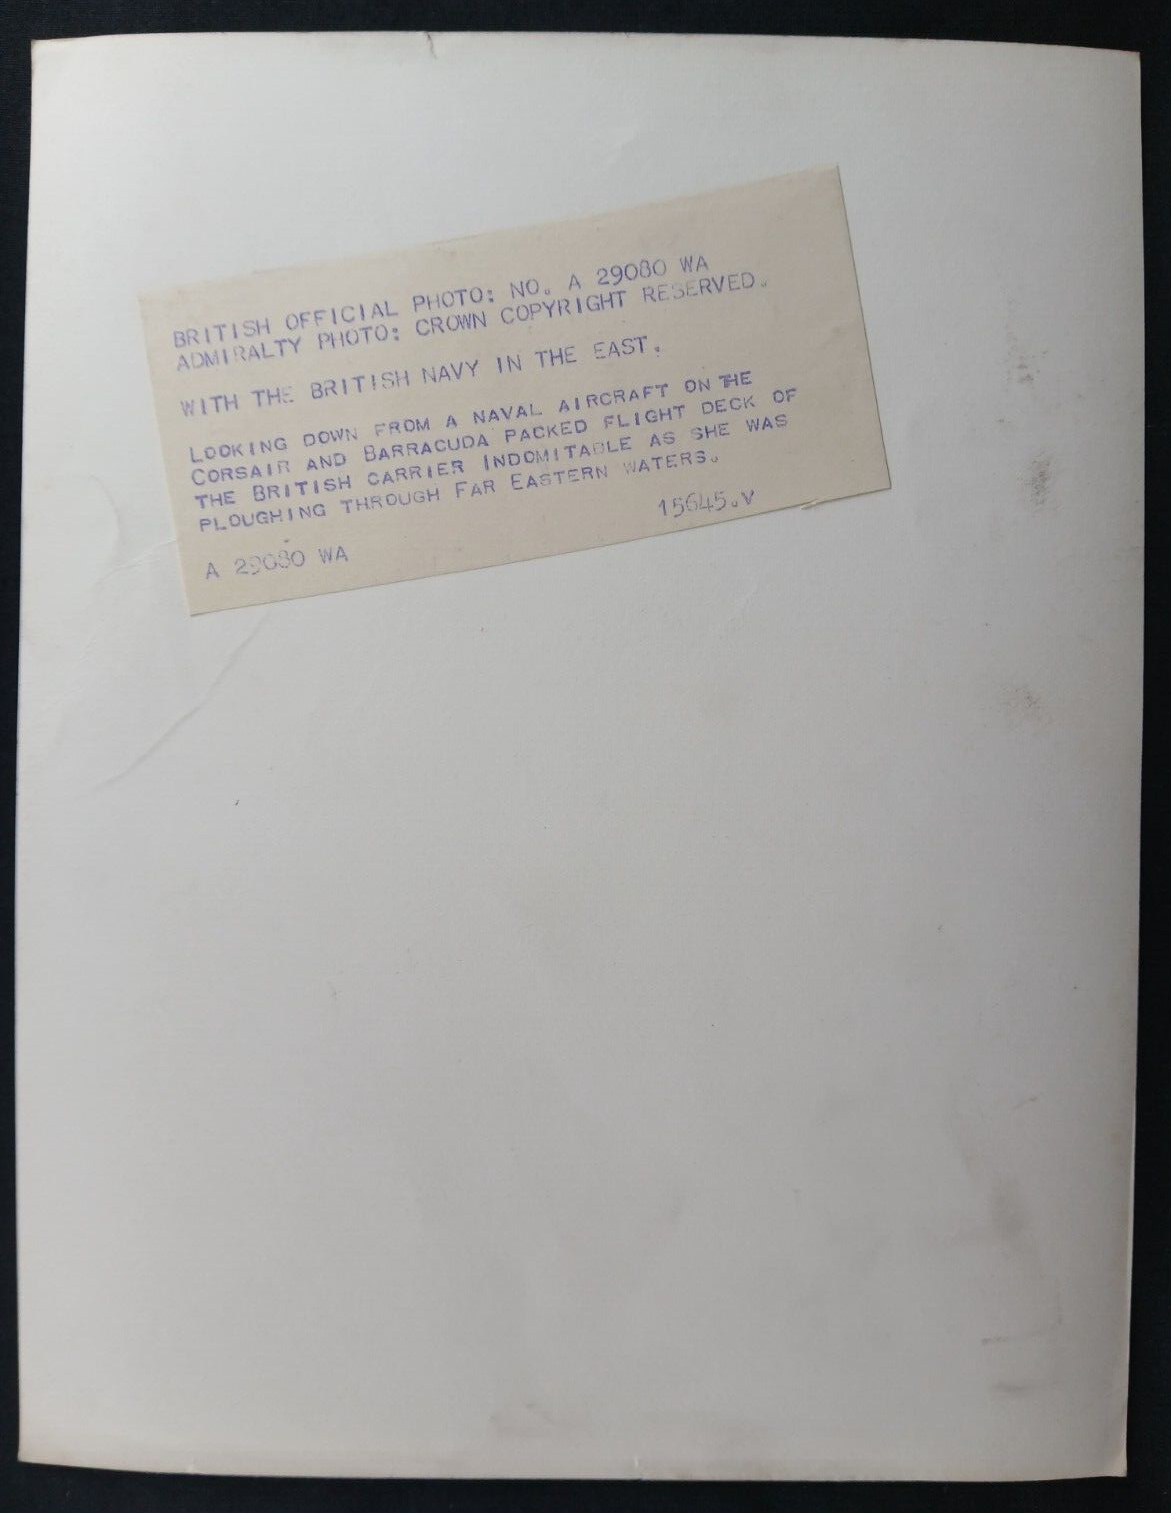 BRITISH OFFICIAL PHOTO: NO. A 29080 WA
ADMIRALTY PHOTO: CROWN COPYRIGHT RESERVED.
WITH THE BRITISH NAVY IN THE EAST.
LOOKING DOWN FROM A NAVAL AIRCRAFT ON THE
CORSAIR AND BARRACUDA PACKED FLIGHT DECK OF
THE BRITISH CARRIER INDOMITABLE AS SHE WAS
PLOUGHING THROUGH FAR EASTERN WATERS.
15645.V
A 29080 WA